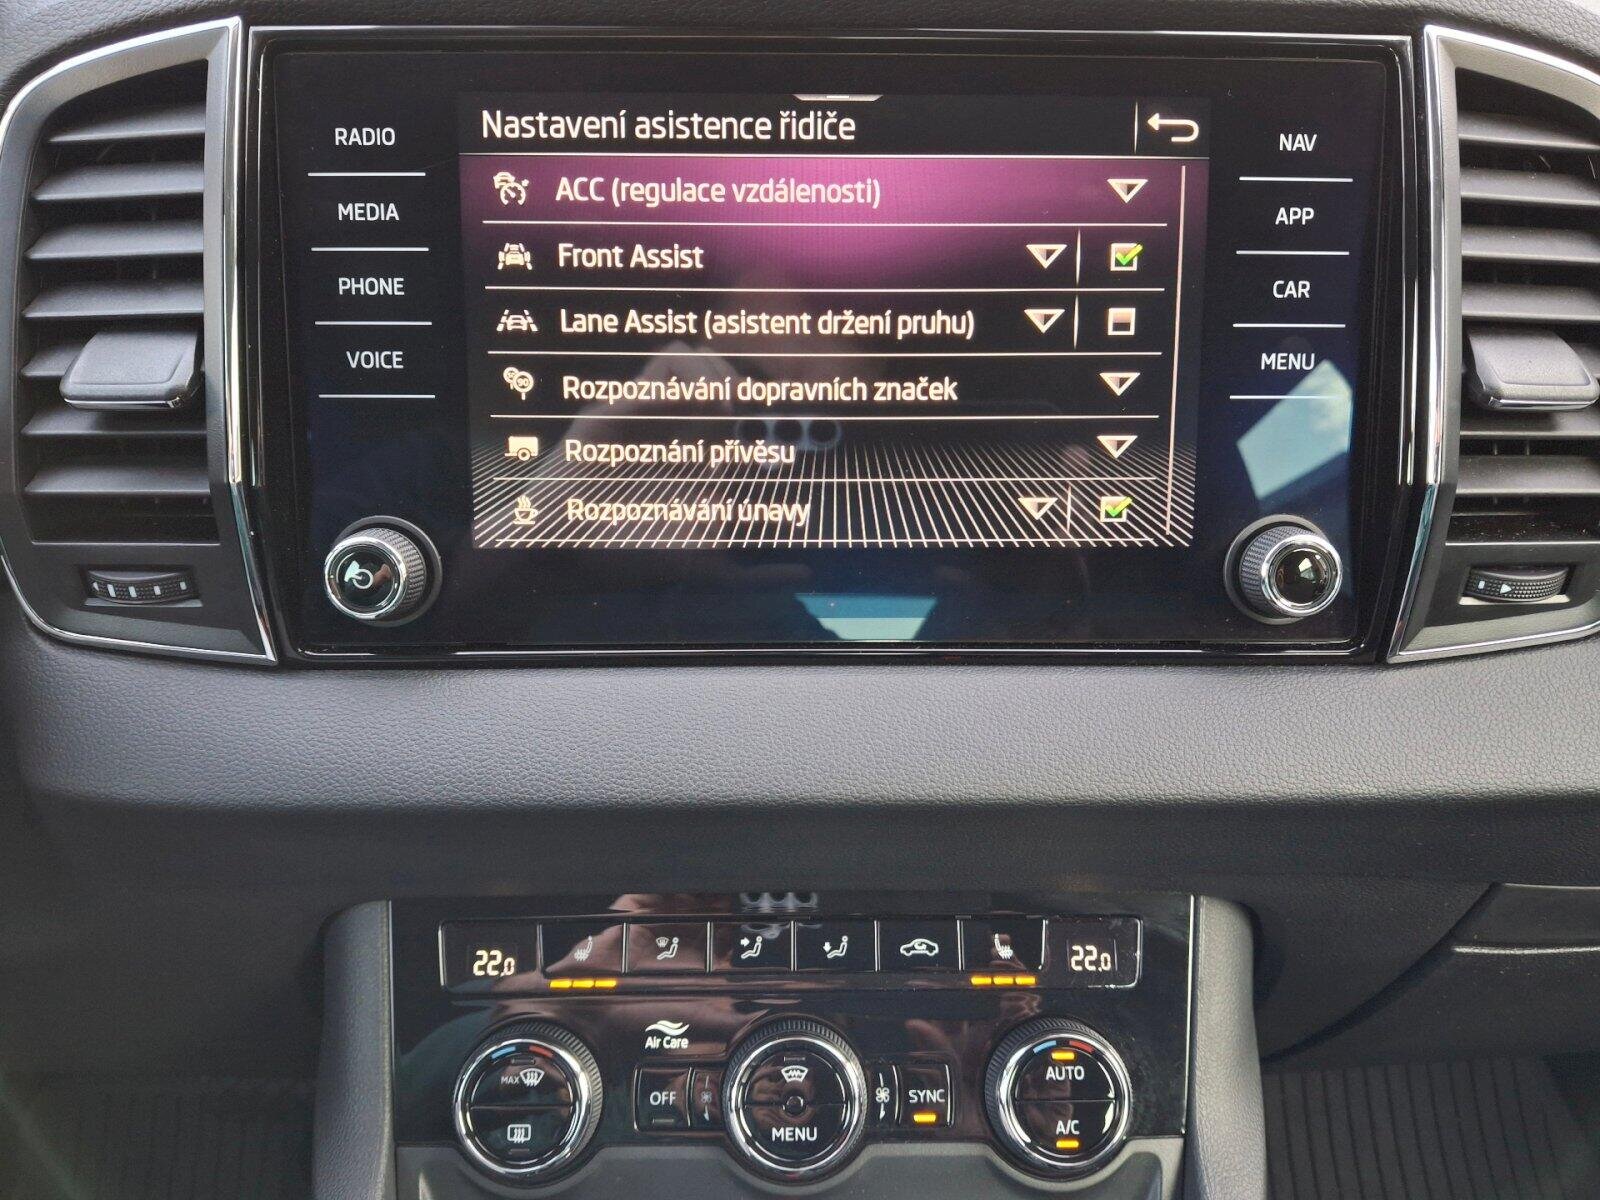 RADIO
MEDIA
PHONE
VOICE
Nastavení asistence řidiče
ACC (regulace vzdálenosti)
Front Assist
Lane Assist (asistent držení pruhu)
Rozpoznávání dopravních značek
Rozpoznání přívěsu
Rozpoznávání únavy
NAV
APP
CAR
MENU
22.0
22.0
Air Care
MAX
OFF
MENU
SYNC
AUTO
A/C